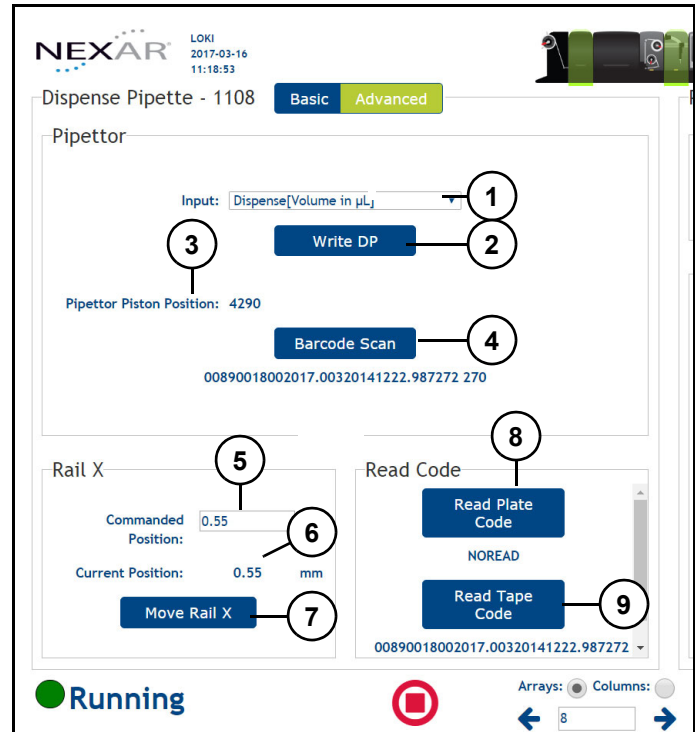 NEXAR
LOKI
2017-03-16
11:18:53
Dispense Pipette - 1108
Basic
Advanced
Pipettor
Input:
Dispense[Volume in µL]
1
Write DP
2
3
Pipettor Piston Position: 4290
Barcode Scan
4
00890018002017.00320141222.987272 270
Rail X
5
Commanded
Position:
0.55
6
Current Position: 0.55 mm
Move Rail X
7
Read Code
8
Read Plate
Code
NOREAD
Read Tape
Code
9
00890018002017.00320141222.987272
Running
Arrays:
Columns:
8